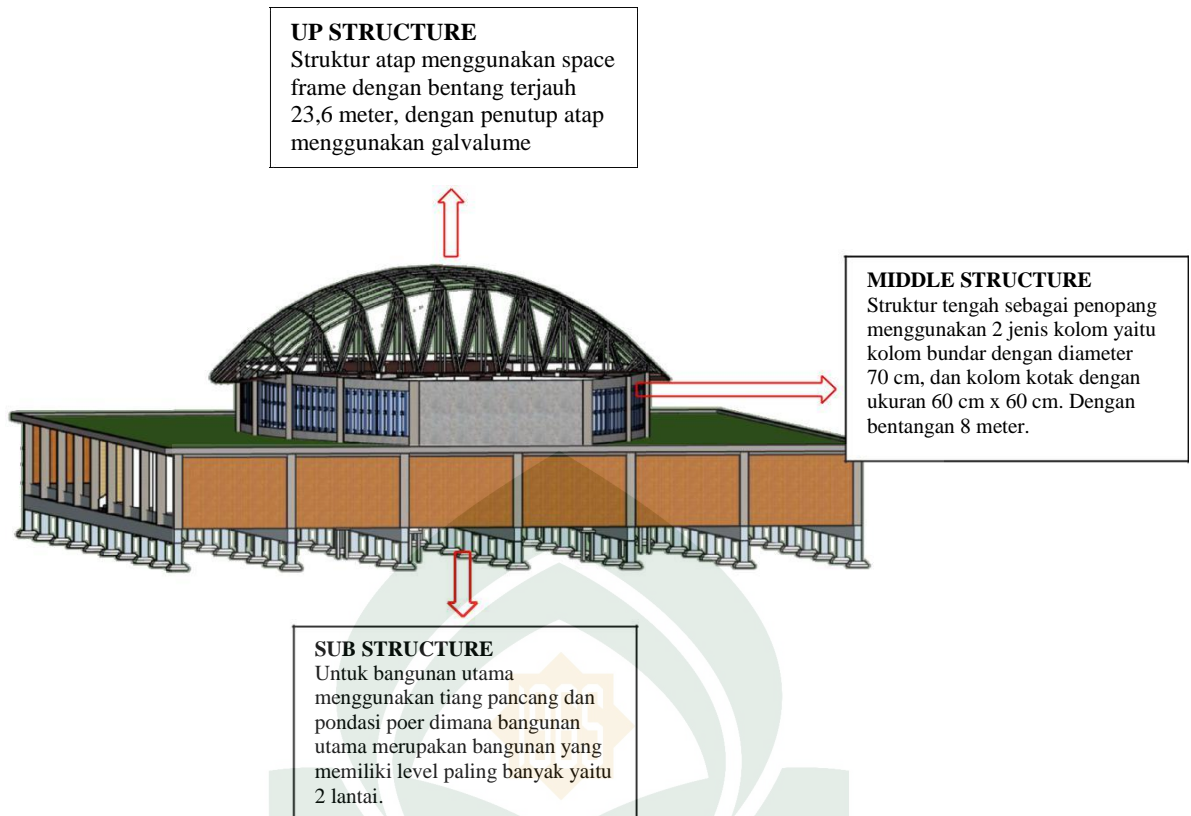 UP STRUCTURE
Struktur atap menggunakan space
frame dengan bentang terjauh
23,6 meter, dengan penutup atap
menggunakan galvalume
MIDDLE STRUCTURE
Struktur tengah sebagai penopang
menggunakan 2 jenis kolom yaitu
kolom bundar dengan diameter
70 cm, dan kolom kotak dengan
ukuran 60 cm x 60 cm. Dengan
bentangan 8 meter.
SUB STRUCTURE
Untuk bangunan utama
menggunakan tiang pancang dan
pondasi poer dimana bangunan
utama merupakan bangunan yang
memiliki level paling banyak yaitu
2 lantai.